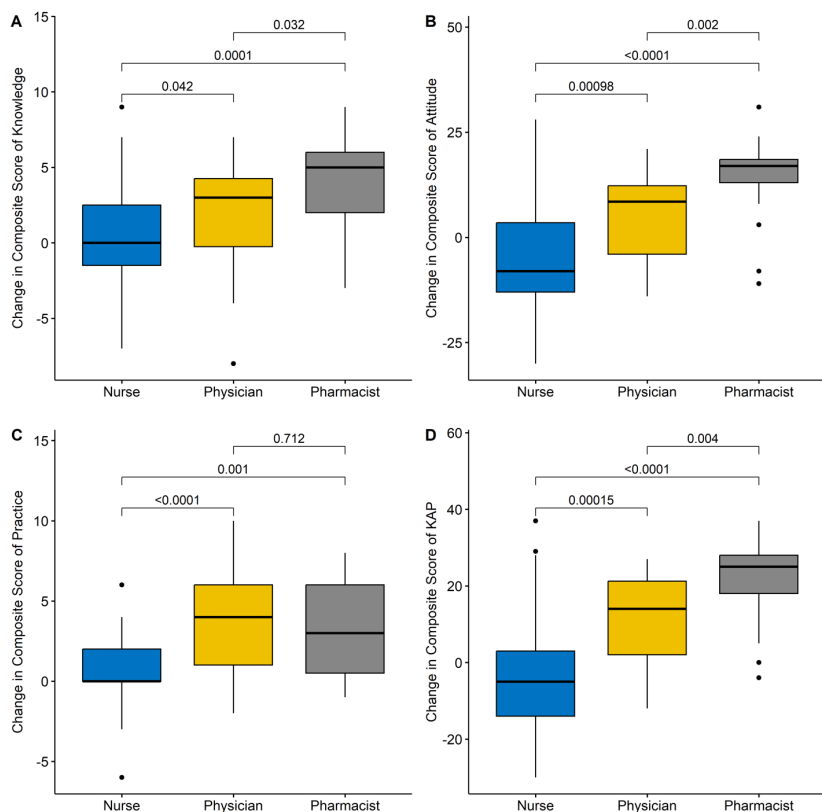 A
Change in Composite Score of Knowledge
15
10
5
0
-5
0.032
0.0001
0.042
Nurse Physician Pharmacist
B
Change in Composite Score of Attitude
50
25
0
-25
0.002
<0.0001
0.00098
Nurse Physician Pharmacist
C
Change in Composite Score of Practice
15
10
5
0
-5
0.712
0.001
<0.0001
Nurse Physician Pharmacist
D
Change in Composite Score of KAP
60
40
20
0
-20
0.004
<0.0001
0.00015
Nurse Physician Pharmacist